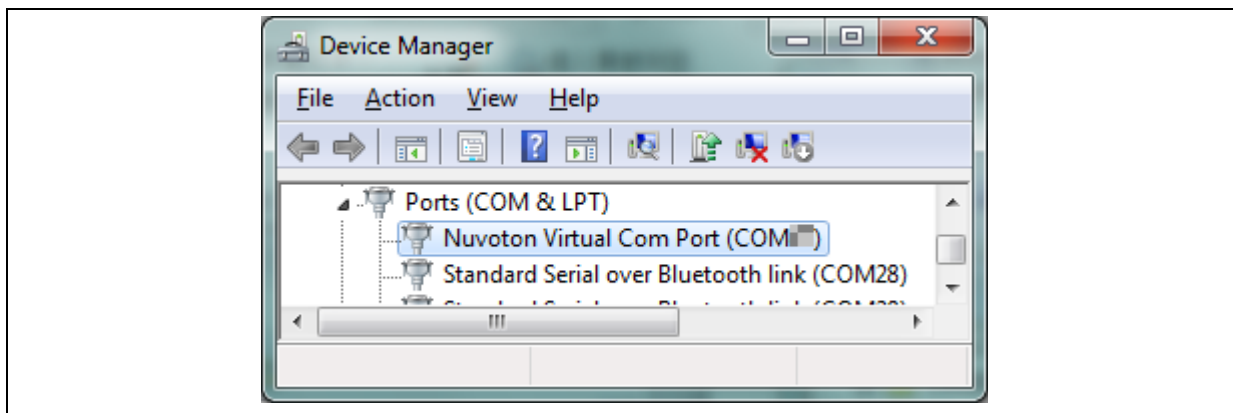 Device Manager
File Action View Help
Ports (COM & LPT)
Nuvoton Virtual Com Port (COM )
Standard Serial over Bluetooth link (COM28)